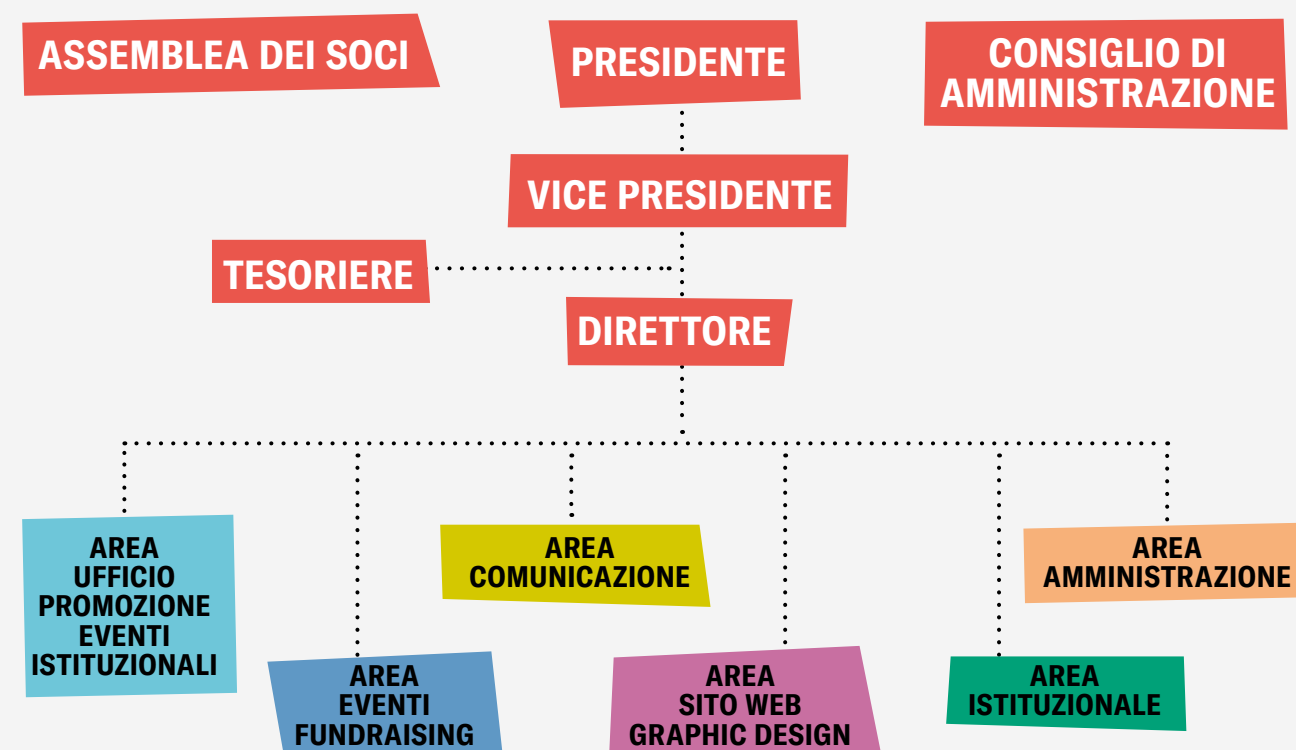 ASSEMBLEA DEI SOCI
PRESIDENTE
CONSIGLIO DI
AMMINISTRAZIONE
VICE PRESIDENTE
TESORIERE
DIRETTORE
AREA
UFFICIO
PROMOZIONE
EVENTI
ISTITUZIONALI
AREA
EVENTI
FUNDRAISING
AREA
COMUNICAZIONE
AREA
SITO WEB
GRAPHIC DESIGN
AREA
ISTITUZIONALE
AREA
AMMINISTRAZIONE